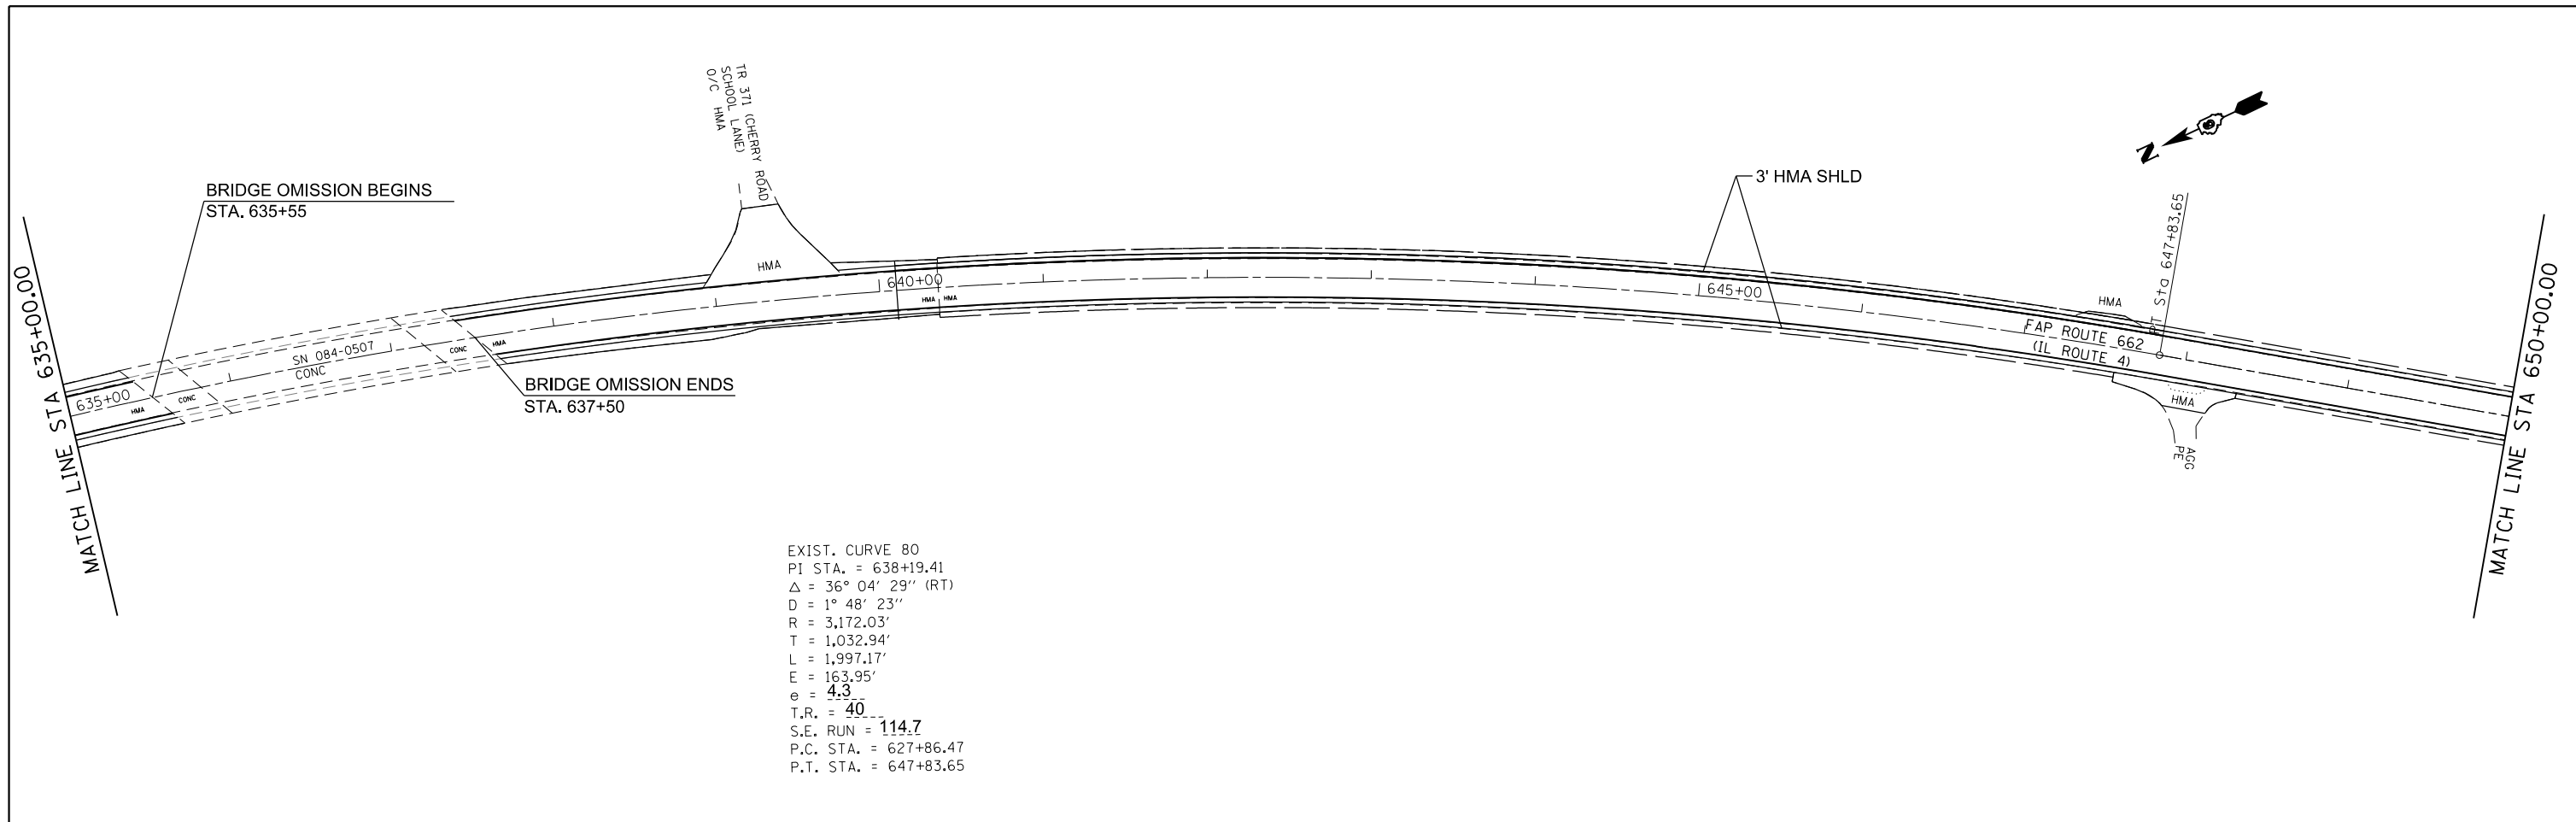 TR 371 (CHERRY ROAD
SCHOOL LANE)
O/C HMA
BRIDGE OMISSION BEGINS
STA. 635+55
3' HMA SHLD
N
PT Sta 647+83.65
MATCH LINE STA 635+00.00
635+00
HMA
CONC
SN 084-0507
CONC
CONC
HMA
HMA
640+00
HMA
HMA
645+00
HMA
FAP ROUTE 662
(IL ROUTE 4)
HMA
AGG
PE
MATCH LINE STA 650+00.00
BRIDGE OMISSION ENDS
STA. 637+50
EXIST. CURVE 80
PI STA. = 638+19.41
△ = 36° 04' 29'' (RT)
D = 1° 48' 23''
R = 3,172.03'
T = 1,032.94'
L = 1,997.17'
E = 163.95'
e = 4.3
T.R. = 40
S.E. RUN = 114.7
P.C. STA. = 627+86.47
P.T. STA. = 647+83.65